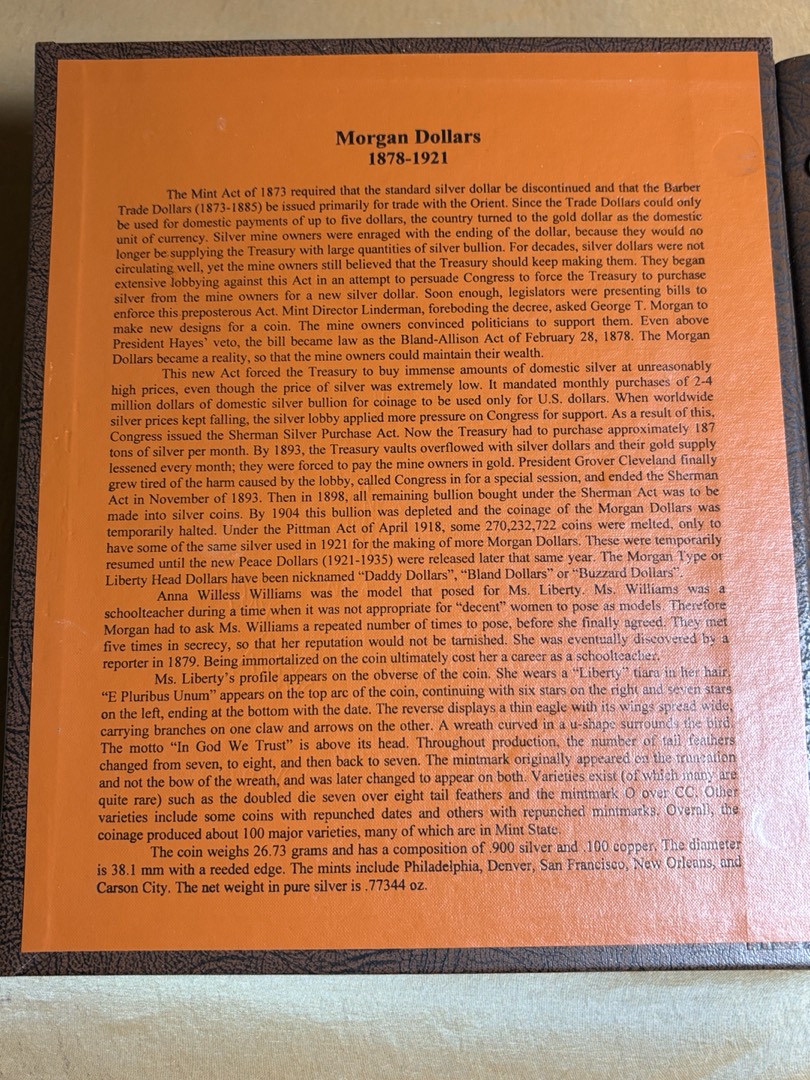 Morgan Dollars
1878-1921
The Mint Act of 1873 required that the standard silver dollar be discontinued and that the Barber
Trade Dollars (1873-1885) be issued primarily for trade with the Orient. Since the Trade Dollars could only
be used for domestic payments of up to five dollars, the country turned to the gold dollar as the domestic
unit of currency. Silver mine owners were enraged with the ending of the dollar, because they would no
longer be supplying the Treasury with large quantities of silver bullion. For decades, silver dollars were not
circulating well, yet the mine owners still believed that the Treasury should keep making them. They began
extensive lobbying against this Act in an attempt to persuade Congress to force the Treasury to purchase
silver from the mine owners for a new silver dollar. Soon enough, legislators were presenting bills to
enforce this preposterous Act. Mint Director Linderman, foreboding the decree, asked George T. Morgan to
make new designs for a coin. The mine owners convinced politicians to support them. Even above
President Hayes' veto, the bill became law as the Bland-Allison Act of February 28, 1878. The Morgan
Dollars became a reality, so that the mine owners could maintain their wealth.
This new Act forced the Treasury to buy immense amounts of domestic silver at unreasonably
high prices, even though the price of silver was extremely low. It mandated monthly purchases of 2-4
million dollars of domestic silver bullion for coinage to be used only for U.S. dollars. When worldwide
silver prices kept falling, the silver lobby applied more pressure on Congress for support. As a result of this,
Congress issued the Sherman Silver Purchase Act. Now the Treasury had to purchase approximately 187
tons of silver per month. By 1893, the Treasury vaults overflowed with silver dollars and their gold supply
lessened every month; they were forced to pay the mine owners in gold. President Grover Cleveland finally
grew tired of the harm caused by the lobby, called Congress in for a special session, and ended the Sherman
Act in November of 1893. Then in 1898, all remaining bullion bought under the Sherman Act was to be
made into silver coins. By 1904 this bullion was depleted and the coinage of the Morgan Dollars was
temporarily halted. Under the Pittman Act of April 1918, some 270,232,722 coins were melted, only to
have some of the same silver used in 1921 for the making of more Morgan Dollars. These were temporarily
resumed until the new Peace Dollars (1921-1935) were released later that same year. The Morgan Type or
Liberty Head Dollars have been nicknamed "Daddy Dollars", "Bland Dollars" or "Buzzard Dollars".
Anna Willess Williams was the model that posed for Ms. Liberty. Ms. Williams was a
schoolteacher during a time when it was not appropriate for "decent" women to pose as models. Therefore
Morgan had to ask Ms. Williams a repeated number of times to pose, before she finally agreed. They met
five times in secrecy, so that her reputation would not be tarnished. She was eventually discovered by a
reporter in 1879. Being immortalized on the coin ultimately cost her a career as a schoolteacher.
Ms. Liberty's profile appears on the obverse of the coin. She wears a "Liberty" tiara in her hair.
"E Pluribus Unum" appears on the top arc of the coin, continuing with six stars on the right and seven stars
on the left, ending at the bottom with the date. The reverse displays a thin eagle with its wings spread wide,
carrying branches on one claw and arrows on the other. A wreath curved in a u-shape surrounds the bird.
The motto "In God We Trust" is above its head. Throughout production, the number of tail feathers
changed from seven, to eight, and then back to seven. The mintmark originally appeared on the truncation
and not the bow of the wreath, and was later changed to appear on both. Varieties exist (of which many are
quite rare) such as the doubled die seven over eight tail feathers and the mintmark O over CC. Other
varieties include some coins with repunched dates and others with repunched mintmarks. Overall, the
coinage produced about 100 major varieties, many of which are in Mint State.
The coin weighs 26.73 grams and has a composition of .900 silver and .100 copper. The diameter
is 38.1 mm with a reeded edge. The mints include Philadelphia, Denver, San Francisco, New Orleans, and
Carson City. The net weight in pure silver is .77344 oz.